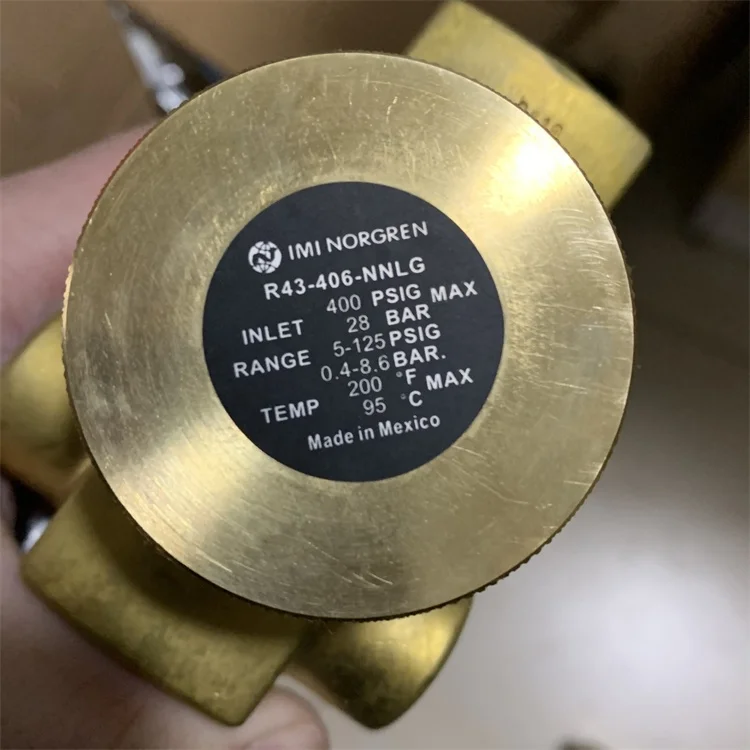 IMI NORGREN
R43-406-NNLG
INLET 400 PSIG MAX
28 BAR
RANGE 5-125 PSIG
0.4-8.6 BAR.
TEMP 200 °F MAX
95 °C
Made in Mexico